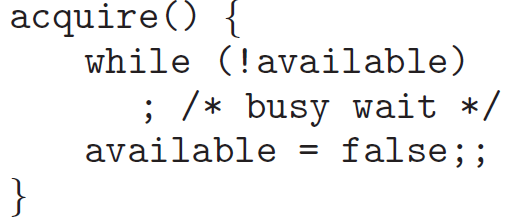 acquire() {
    while (!available)
       ; /* busy wait */
    available = false;;
}